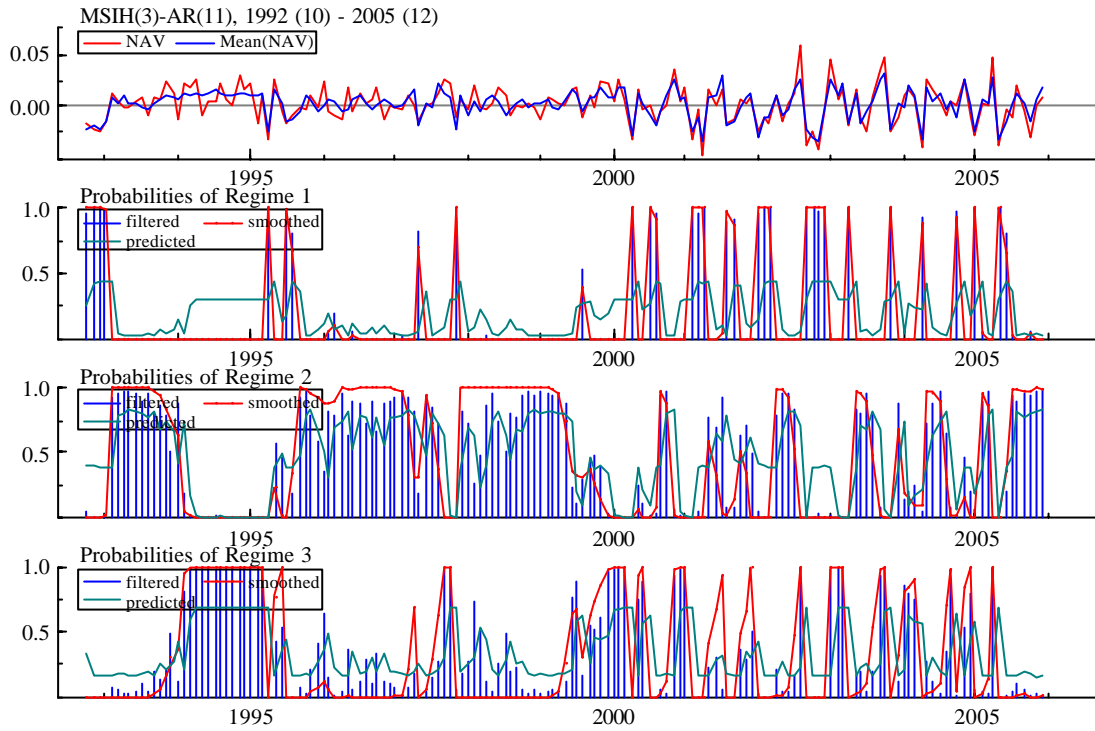 MSIH(3)-AR(11), 1992 (10) - 2005 (12)
NAV Mean(NAV)
0.05
0.00
1995 2000 2005
Probabilities of Regime 1
1.0
filtered smoothed
predicted
0.5
1995 2000 2005
Probabilities of Regime 2
1.0
filtered smoothed
predicted
0.5
1995 2000 2005
Probabilities of Regime 3
1.0
filtered smoothed
predicted
0.5
1995 2000 2005